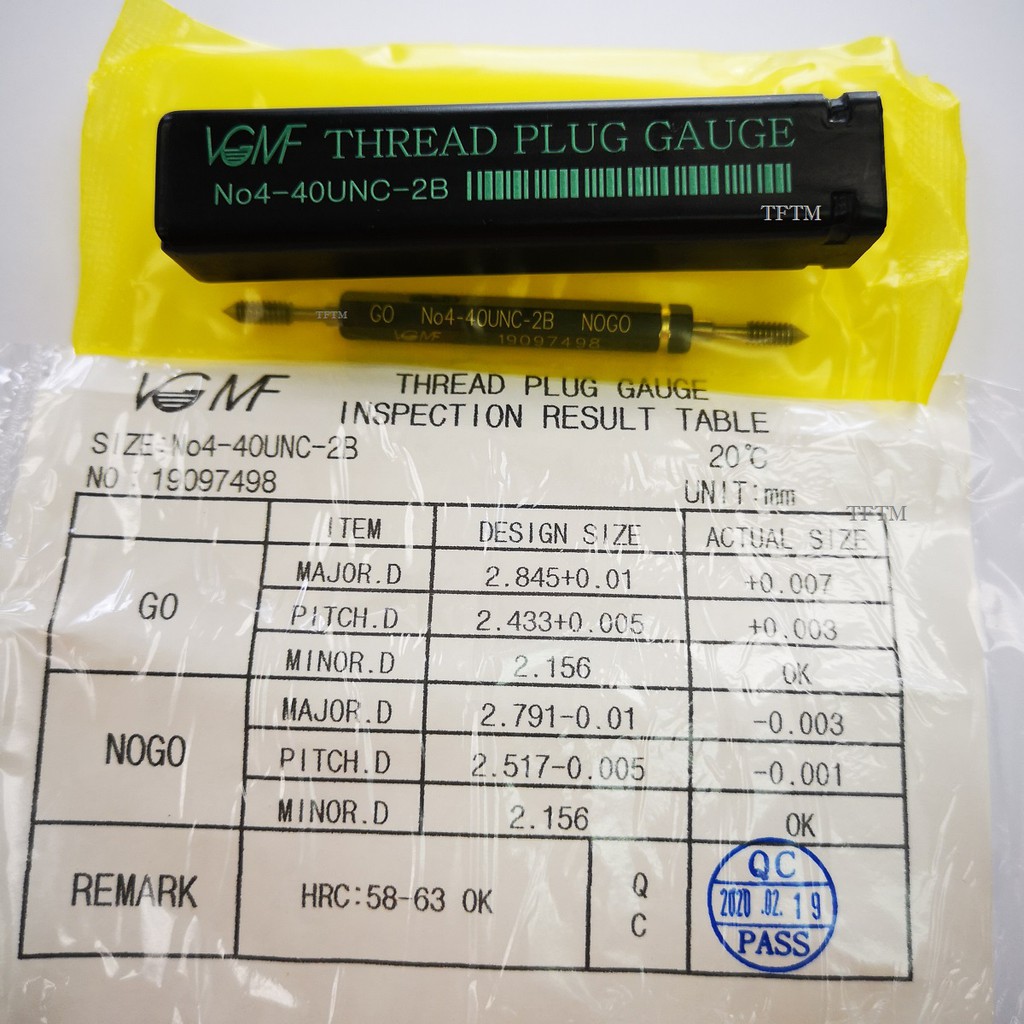 VGMF THREAD PLUG GAUGE
No4-40UNC-2B
TFTM
TFTM
GO No4-40UNC-2B NOGO
VGMF 19097498
VGMF THREAD PLUG GAUGE
INSPECTION RESULT TABLE
SIZE:No4-40UNC-2B 20℃
NO : 19097498 UNIT:mm
TFTM
ITEM DESIGN SIZE ACTUAL SIZE
GO
MAJOR.D 2.845+0.01 +0.007
PITCH.D 2.433+0.005 +0.003
MINOR.D 2.156 OK
NOGO
MAJOR.D 2.791-0.01 -0.003
PITCH.D 2.517-0.005 -0.001
MINOR.D 2.156 OK
REMARK HRC:58-63 OK
Q
C
QC
2020.02.19
PASS